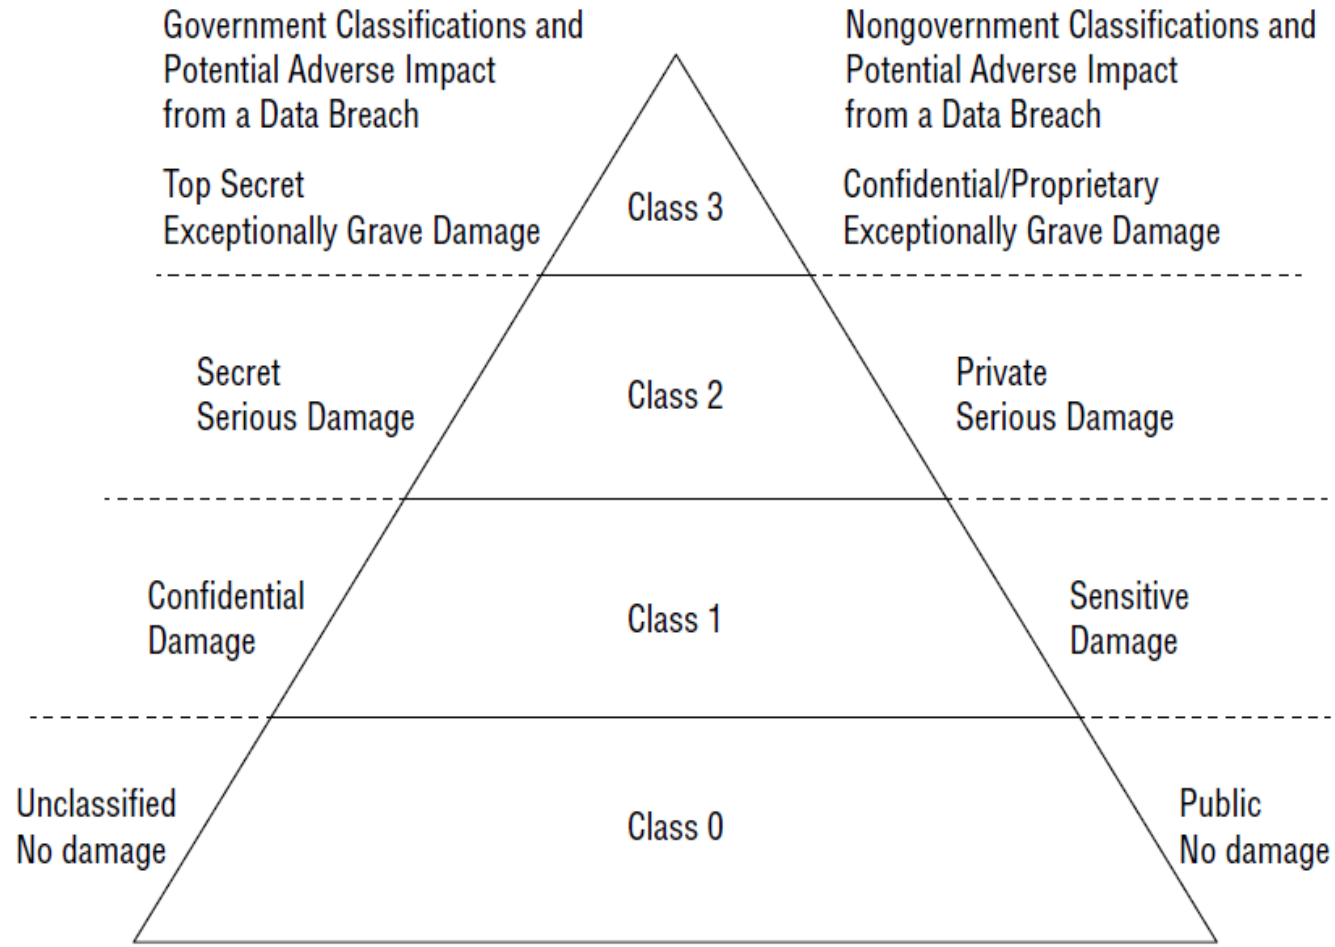 Government Classifications and
Potential Adverse Impact
from a Data Breach
Nongovernment Classifications and
Potential Adverse Impact
from a Data Breach
Top Secret
Exceptionally Grave Damage
Class 3
Confidential/Proprietary
Exceptionally Grave Damage
Secret
Serious Damage
Class 2
Private
Serious Damage
Confidential
Damage
Class 1
Sensitive
Damage
Unclassified
No damage
Class 0
Public
No damage